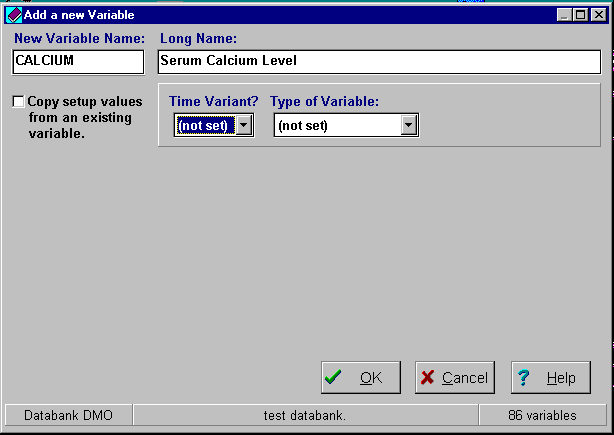 Add a new Variable
New Variable Name: Long Name:
CALCIUM Serum Calcium Level
Copy setup values
from an existing
variable.
Time Variant? Type of Variable:
(not set) (not set)
OK Cancel Help
Databank DMO test databank. 86 variables